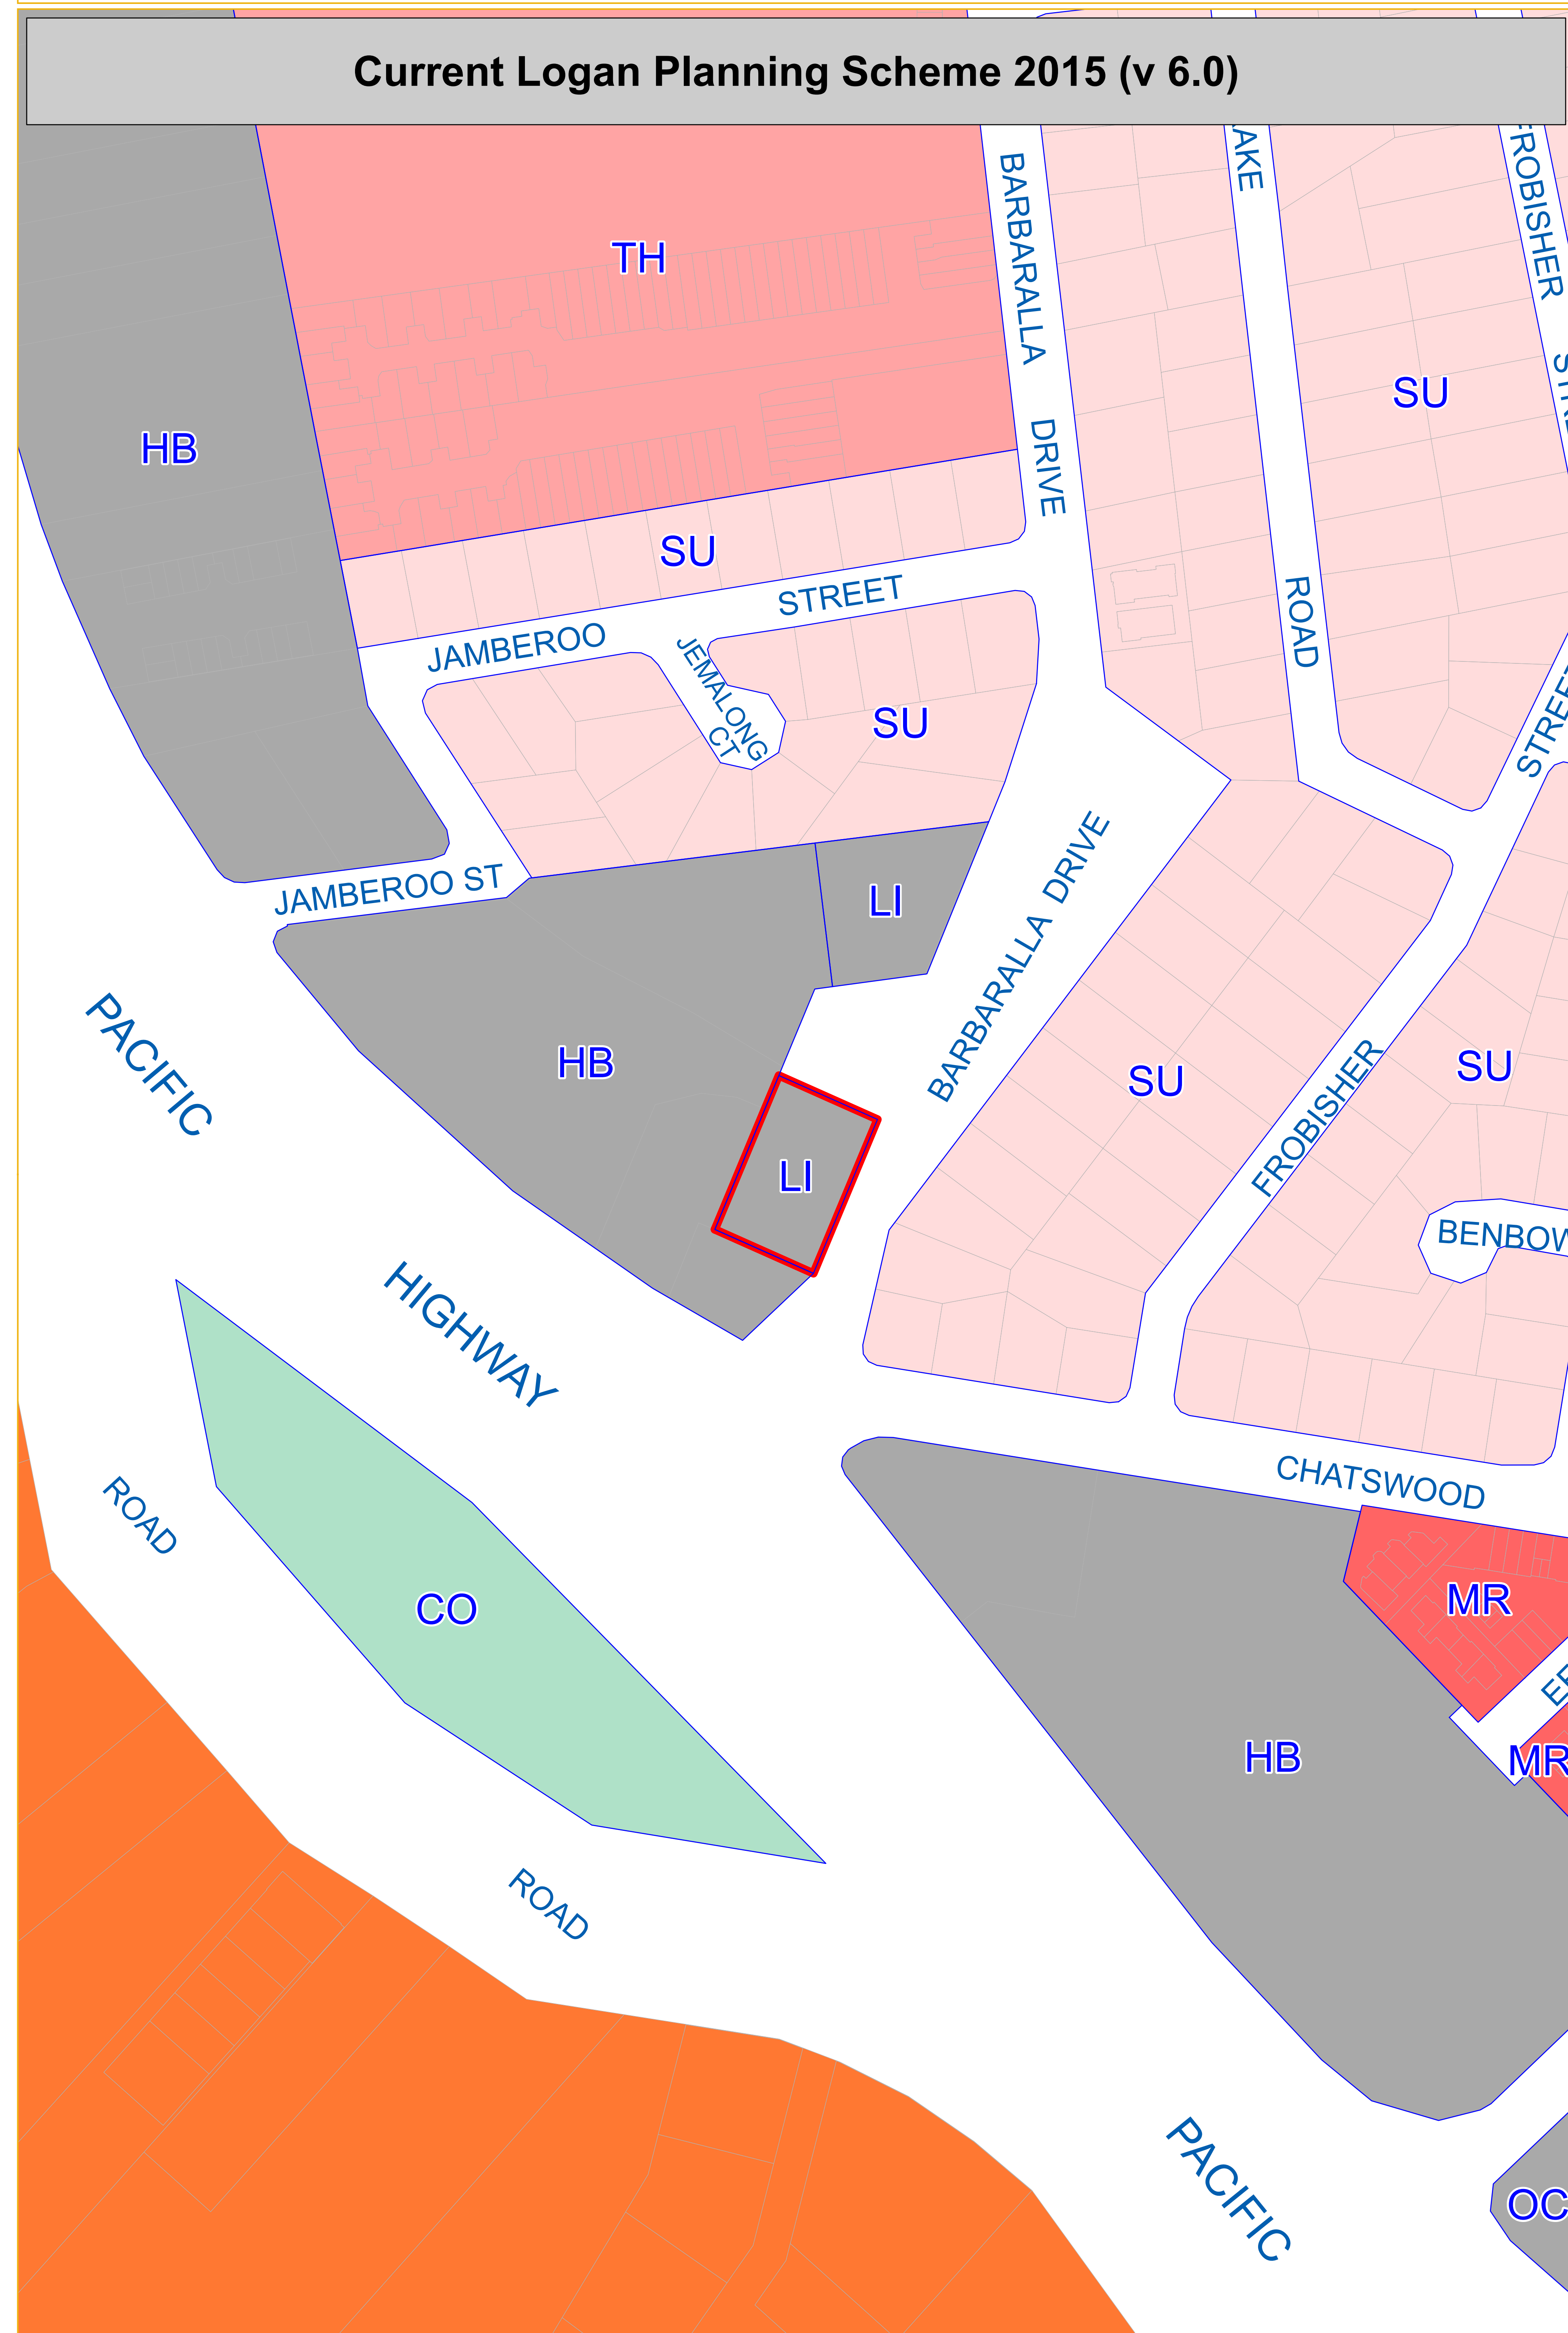 Current Logan Planning Scheme 2015 (v 6.0)
BARBARALLA
DRIVE
AKE
ROAD
FROBISHER
STREET
TH
HB
SU
SU
JAMBEROO
STREET
JEMALONG
CT
SU
JAMBEROO ST
LI
BARBARALLA DRIVE
HB
LI
SU
SU
FROBISHER
BENBOW
PACIFIC
HIGHWAY
CHATSWOOD
ROAD
CO
MR
MR
HB
ROAD
PACIFIC
OC